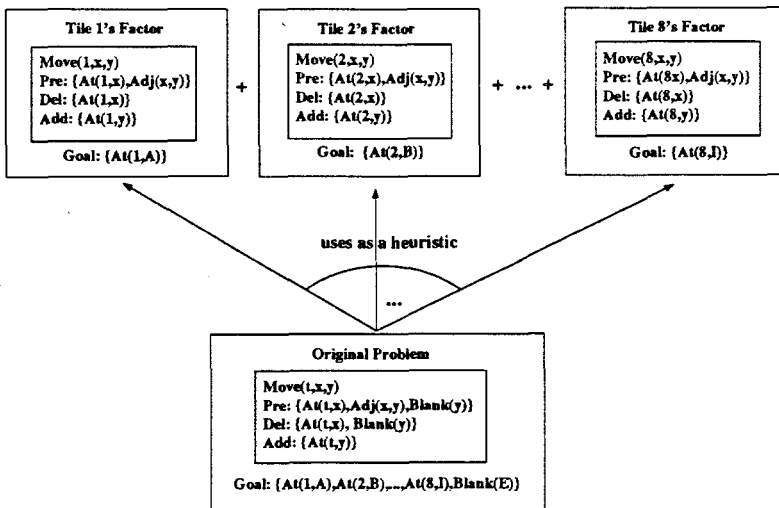 Tile 1's Factor
Move(1,x,y)
Pre: {At(1,x),Adj(x,y)}
Del: {At(1,x)}
Add: {At(1,y)}
Goal: {At(1,A)}
+
Tile 2's Factor
Move(2,x,y)
Pre: {At(2,x),Adj(x,y)}
Del: {At(2,x)}
Add: {At(2,y)}
Goal: {At(2,B)}
+ ... +
Tile 8's Factor
Move(8,x,y)
Pre: {At(8x),Adj(x,y)}
Del: {At(8,x)}
Add: {At(8,y)}
Goal: {At(8,I)}
uses as a heuristic
...
Original Problem
Move(t,x,y)
Pre: {At(t,x),Adj(x,y),Blank(y)}
Del: {At(t,x), Blank(y)}
Add: {At(t,y)}
Goal: {At(1,A),At(2,B),...,At(8,I),Blank(E)}